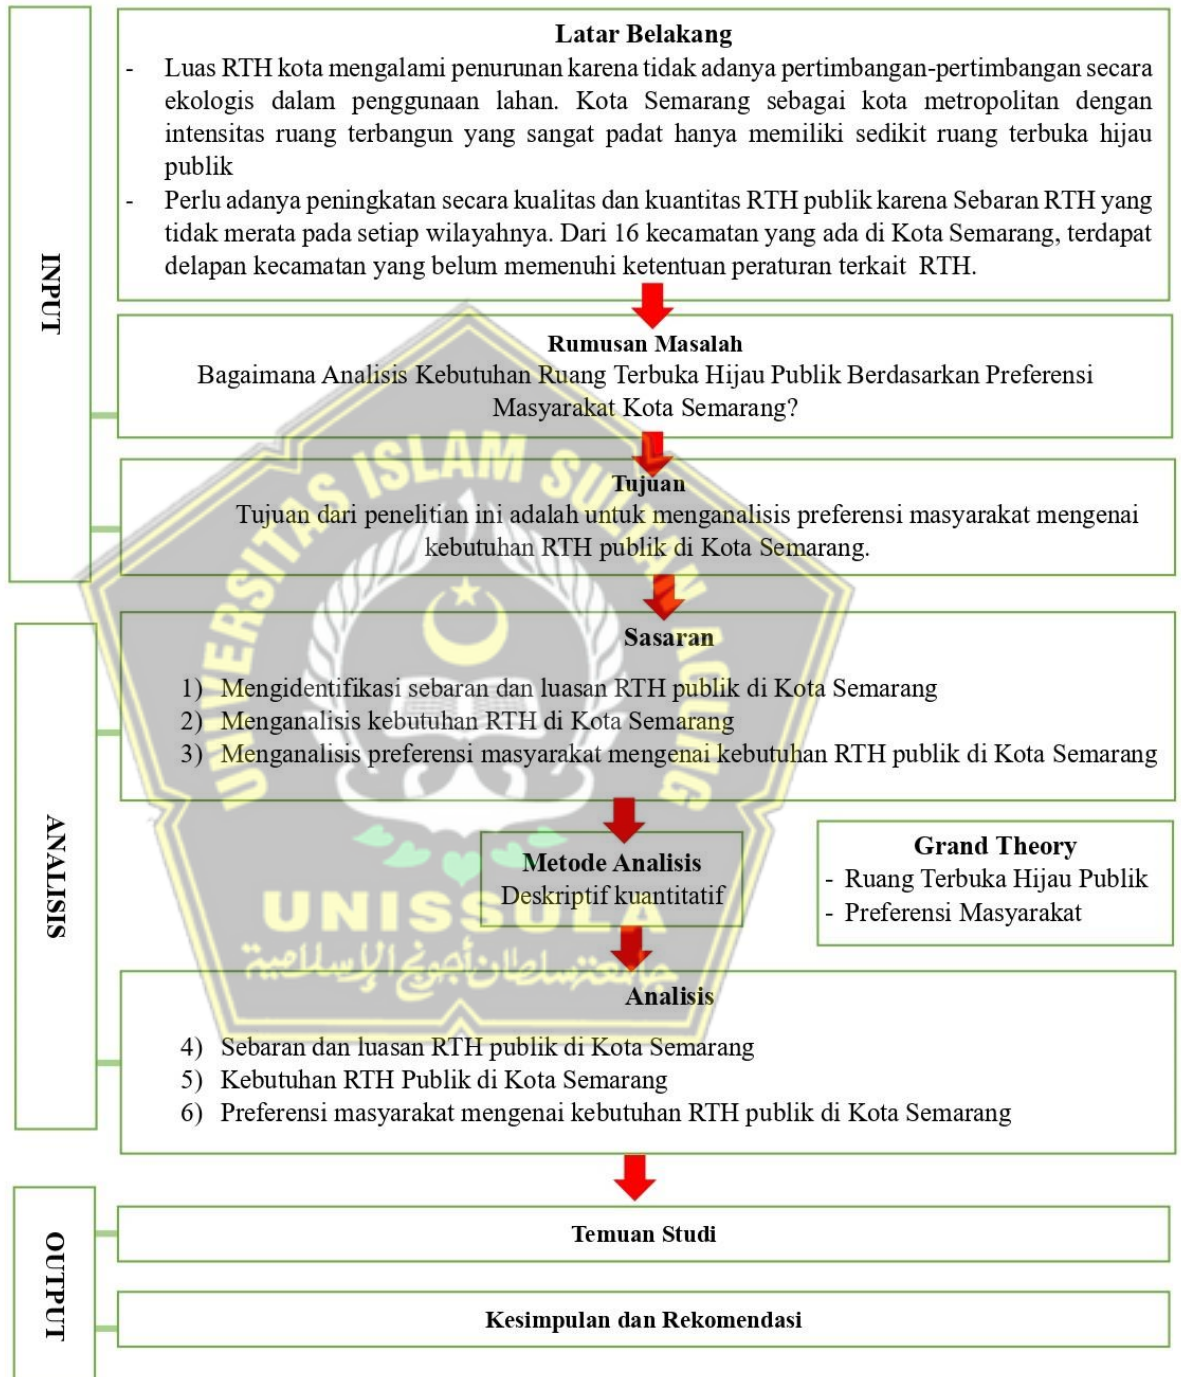 INPUT
Latar Belakang
- Luas RTH kota mengalami penurunan karena tidak adanya pertimbangan-pertimbangan secara
ekologis dalam penggunaan lahan. Kota Semarang sebagai kota metropolitan dengan
intensitas ruang terbangun yang sangat padat hanya memiliki sedikit ruang terbuka hijau
publik
- Perlu adanya peningkatan secara kualitas dan kuantitas RTH publik karena Sebaran RTH yang
tidak merata pada setiap wilayahnya. Dari 16 kecamatan yang ada di Kota Semarang, terdapat
delapan kecamatan yang belum memenuhi ketentuan peraturan terkait RTH.
Rumusan Masalah
Bagaimana Analisis Kebutuhan Ruang Terbuka Hijau Publik Berdasarkan Preferensi
Masyarakat Kota Semarang?
Tujuan
Tujuan dari penelitian ini adalah untuk menganalisis preferensi masyarakat mengenai
kebutuhan RTH publik di Kota Semarang.
ANALISIS
Sasaran
1) Mengidentifikasi sebaran dan luasan RTH publik di Kota Semarang
2) Menganalisis kebutuhan RTH di Kota Semarang
3) Menganalisis preferensi masyarakat mengenai kebutuhan RTH publik di Kota Semarang
Metode Analisis
Deskriptif kuantitatif
Grand Theory
- Ruang Terbuka Hijau Publik
- Preferensi Masyarakat
Analisis
4) Sebaran dan luasan RTH publik di Kota Semarang
5) Kebutuhan RTH Publik di Kota Semarang
6) Preferensi masyarakat mengenai kebutuhan RTH publik di Kota Semarang
OUTPUT
Temuan Studi
Kesimpulan dan Rekomendasi
UNIVERSITAS ISLAM SULTAN AGUNG
UNISSULA
جامعة سلطان أجونج الإسلامية